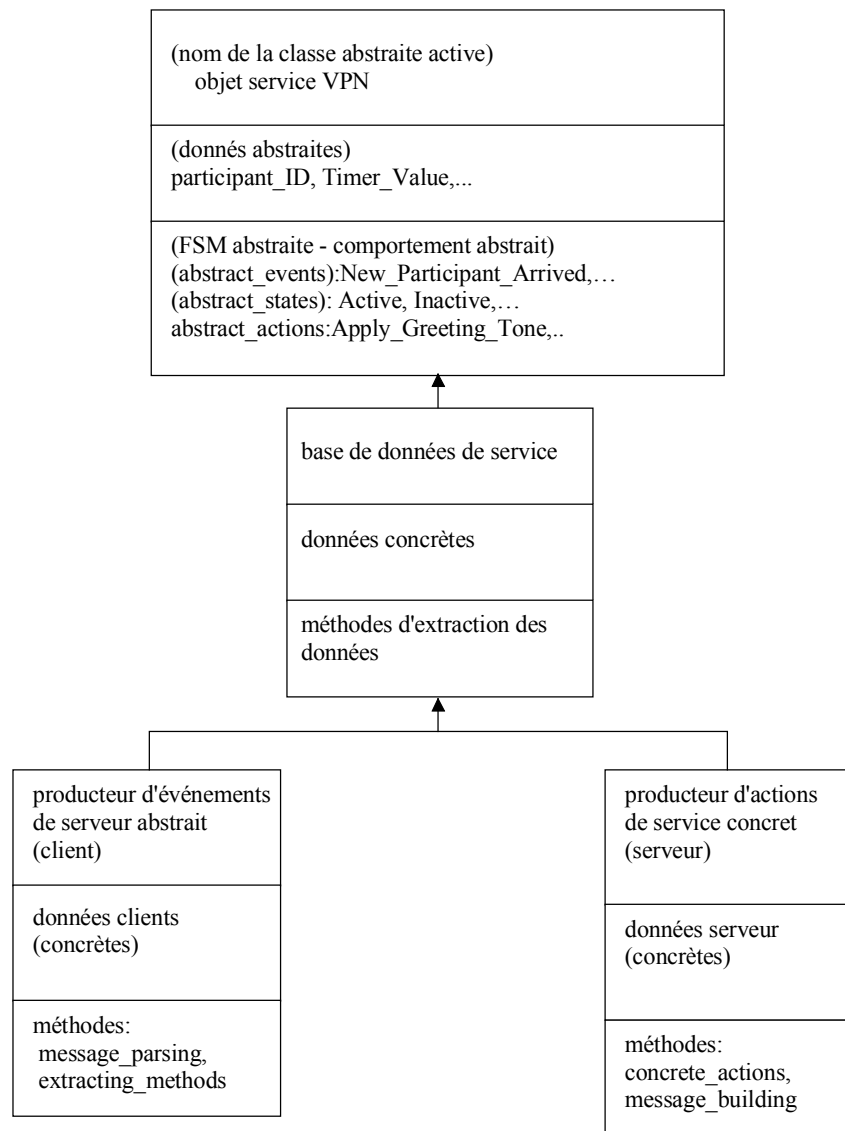 (nom de la classe abstraite active)
objet service VPN
(donnés abstraites)
participant_ID, Timer_Value,...
(FSM abstraite - comportement abstrait)
(abstract_events):New_Participant_Arrived,…
(abstract_states): Active, Inactive,…
abstract_actions:Apply_Greeting_Tone,..
base de données de service
données concrètes
méthodes d'extraction des
données
producteur d'événements
de serveur abstrait
(client)
données clients
(concrètes)
méthodes:
message_parsing,
extracting_methods
producteur d'actions
de service concret
(serveur)
données serveur
(concrètes)
méthodes:
concrete_actions,
message_building